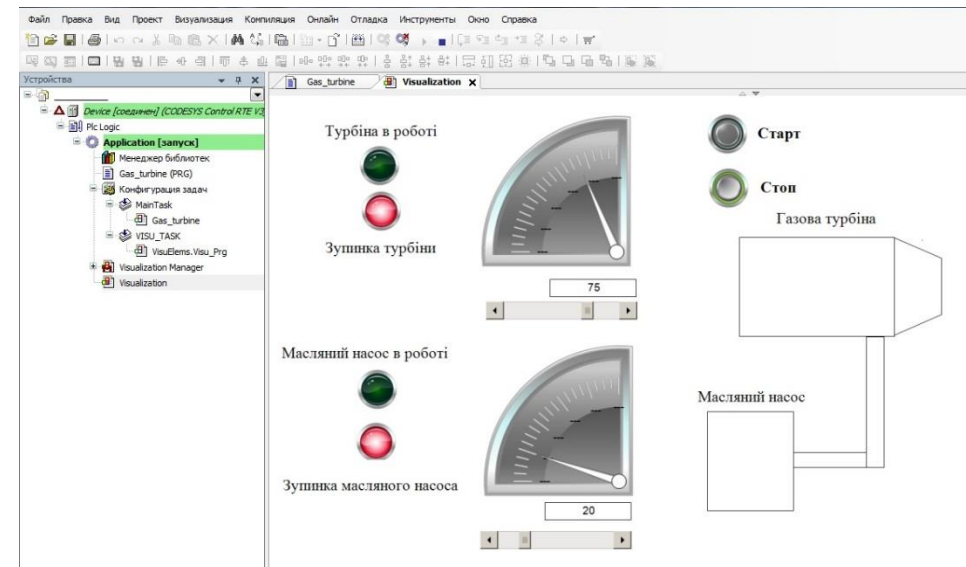 Файл Правка Вид Проект Визуализация Компиляция Онлайн Отладка Инструменты Окно Справка
Устройства
Device [соединен] (CODESYS Control RTE V3
Plc Logic
Application [запуск]
Менеджер библиотек
Gas_turbine (PRG)
Конфигурация задач
MainTask
Gas_turbine
VISU_TASK
VisuElems.Visu_Prg
Visualization Manager
Visualization
Gas_turbine Visualization X
Турбіна в роботі
Зупинка турбіни
75
Масляний насос в роботі
Зупинка масляного насоса
20
Старт
Стоп
Газова турбіна
Масляний насос